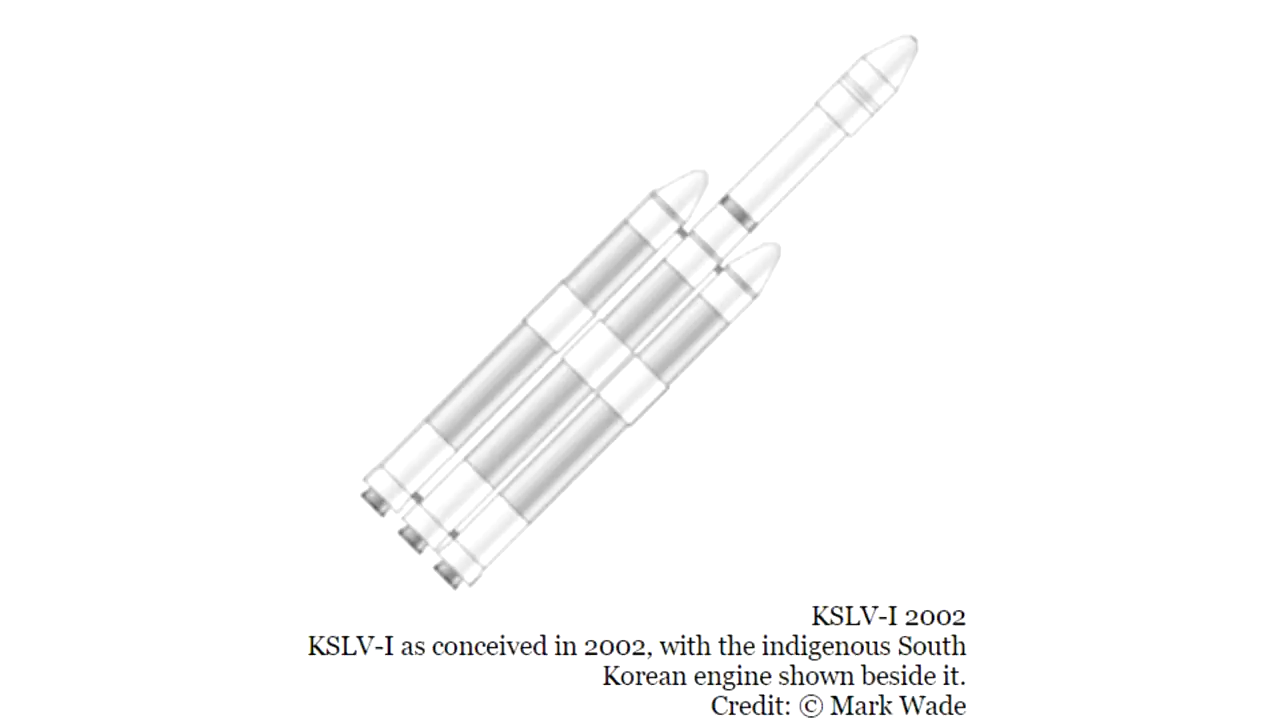 KSLV-I 2002
KSLV-I as conceived in 2002, with the indigenous South
Korean engine shown beside it.
Credit: © Mark Wade